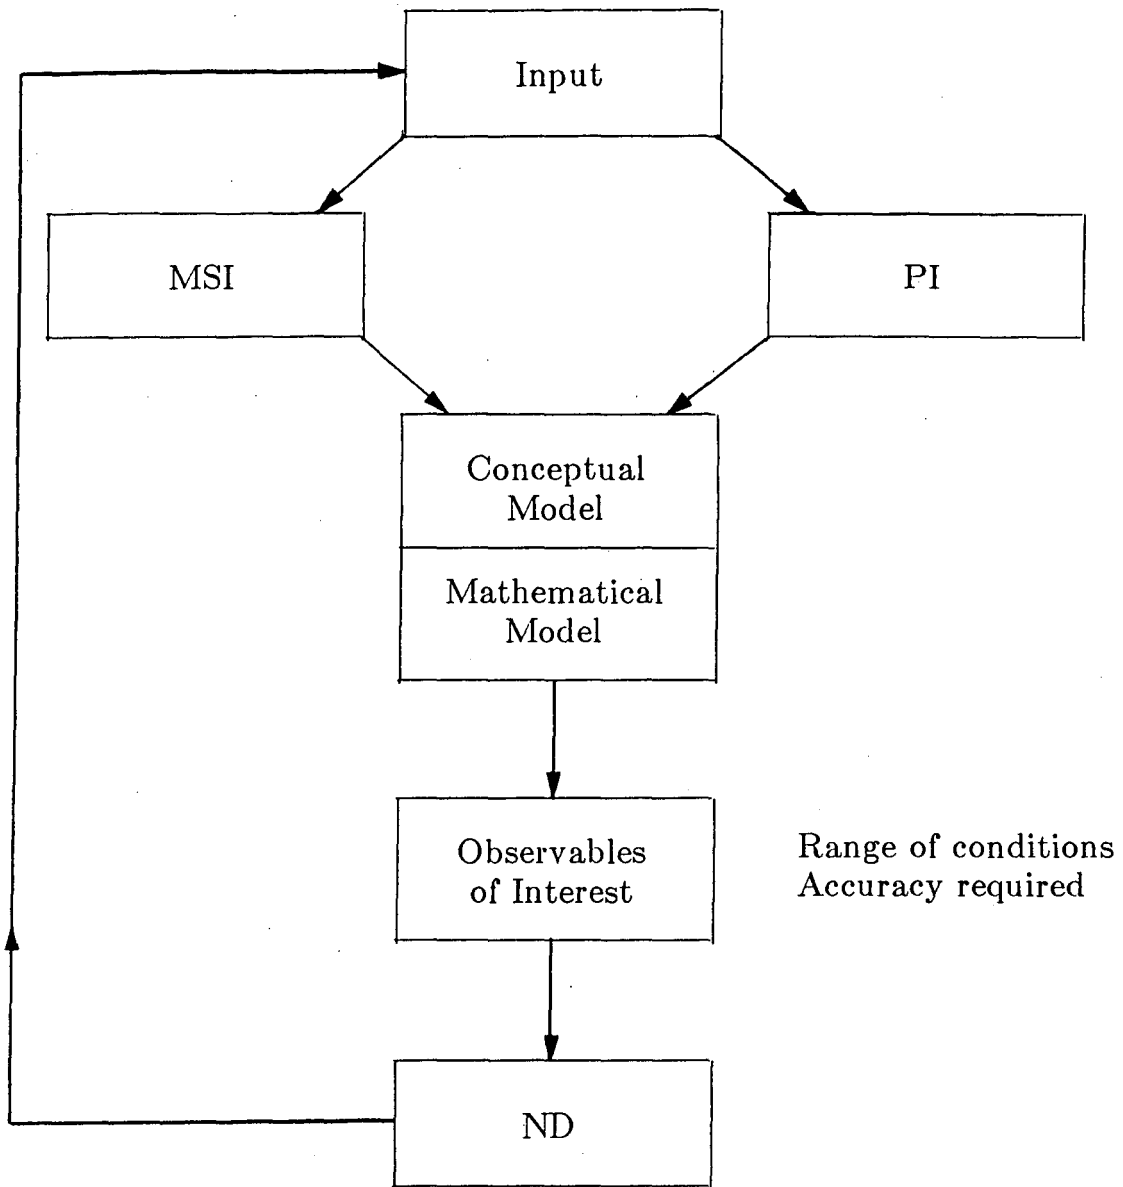 Input
MSI
PI
Conceptual
Model
Mathematical
Model
Observables
of Interest
Range of conditions
Accuracy required
ND